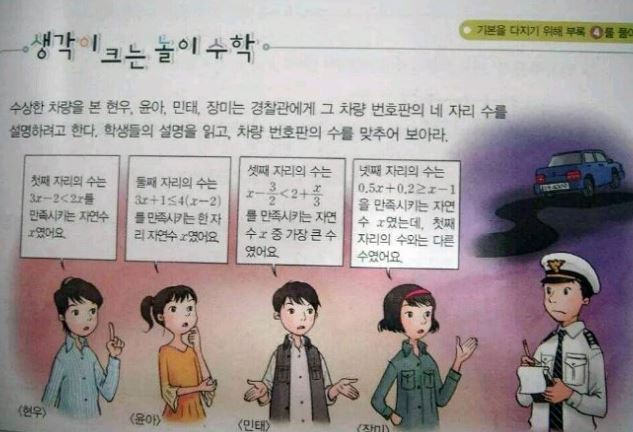 기본을 다지기 위해 부록 4를 풀어
생각이 크는 놀이 수학
수상한 차량을 본 현우, 윤아, 민태, 장미는 경찰관에게 그 차량 번호판의 네 자리 수를
설명하려고 한다. 학생들의 설명을 읽고, 차량 번호판의 수를 맞추어 보아라.
첫째 자리의 수는
3x-2<2x를
만족시키는 자연수
x였어요.
둘째 자리의 수는
3x+1≤4(x-2)
를 만족시키는 한 자
리 자연수 x였어요.
셋째 자리의 수는
x-3/2<2+x/3
를 만족시키는 자연
수 x 중 가장 큰 수
였어요.
넷째 자리의 수는
0.5x+0.2≥x-1
을 만족시키는 자연
수 x였는데, 첫째
자리의 수와는 다른
수였어요.
<현우>
<윤아>
<민태>
<장미>